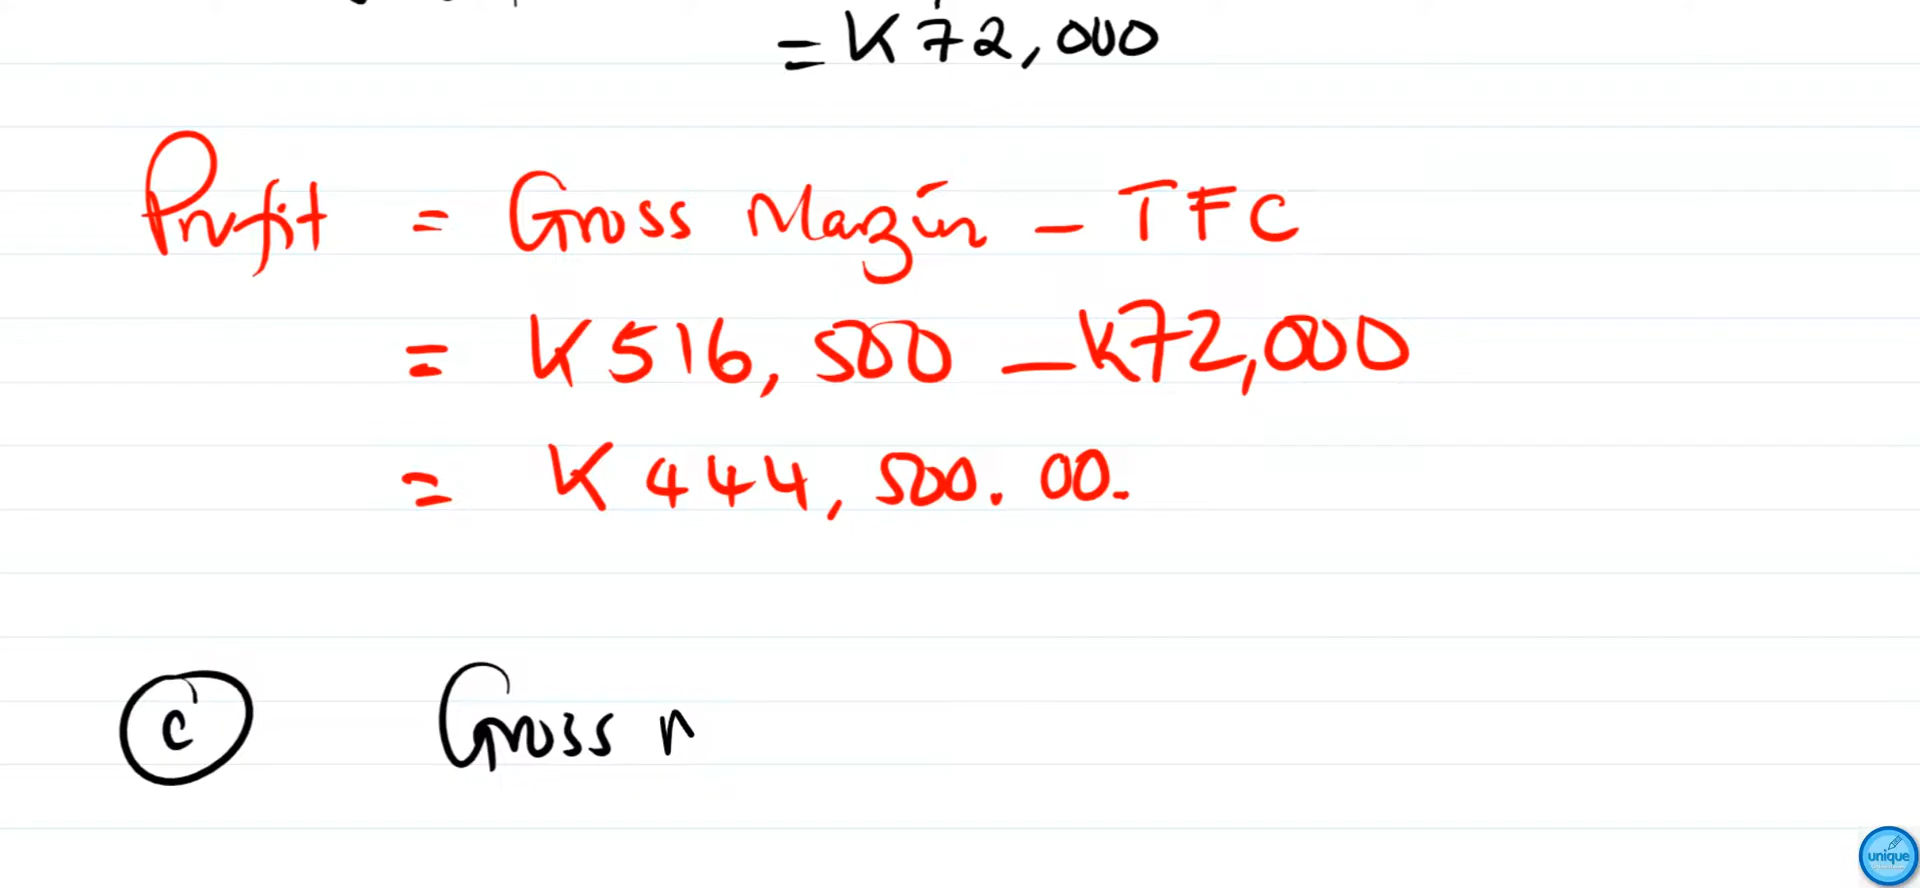 = K72,000
Profit = Gross Margin - TFC
= K516,500 - K72,000
= K444,500.00.
c Gross n
unique